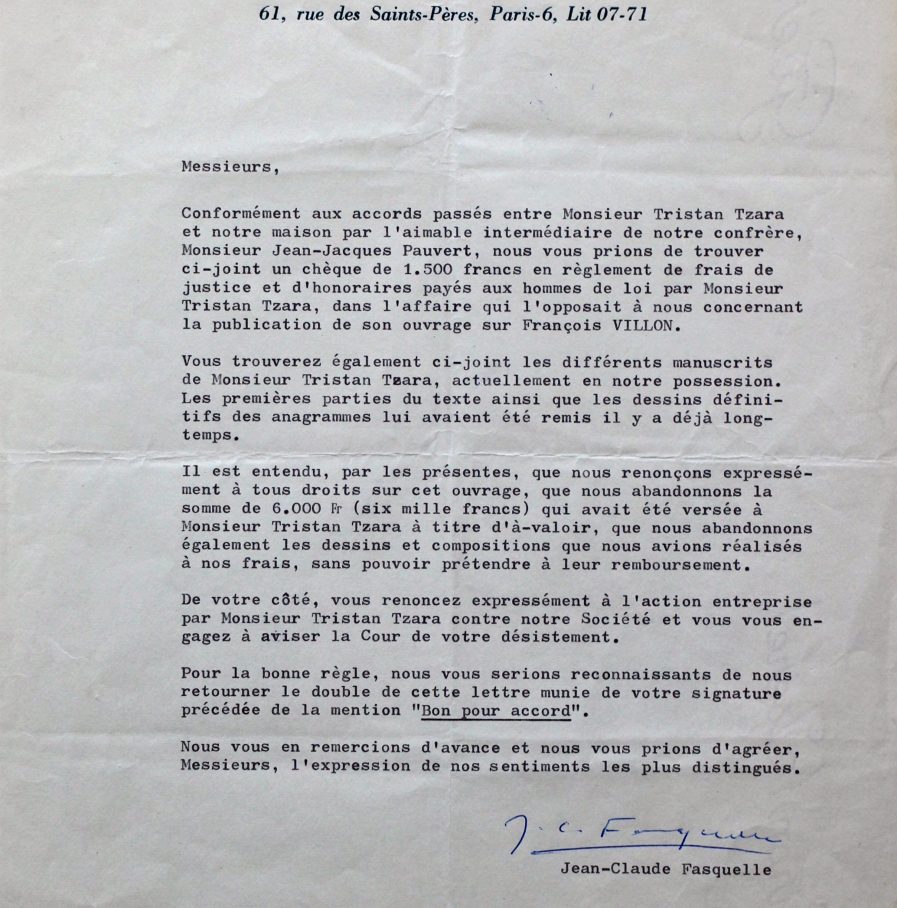 61, rue des Saints-Pères, Paris-6, Lit 07-71
Messieurs,
Conformément aux accords passés entre Monsieur Tristan Tzara
et notre maison par l'aimable intermédiaire de notre confrère,
Monsieur Jean-Jacques Pauvert, nous vous prions de trouver
ci-joint un chèque de 1.500 francs en règlement de frais de
justice et d'honoraires payés aux hommes de loi par Monsieur
Tristan Tzara, dans l'affaire qui l'opposait à nous concernant
la publication de son ouvrage sur François VILLON.
Vous trouverez également ci-joint les différents manuscrits
de Monsieur Tristan Tzara, actuellement en notre possession.
Les premières parties du texte ainsi que les dessins défini-
tifs des anagrammes lui avaient été remis il y a déjà long-
temps.
Il est entendu, par les présentes, que nous renonçons expressé-
ment à tous droits sur cet ouvrage, que nous abandonnons la
somme de 6.000 Fr (six mille francs) qui avait été versée à
Monsieur Tristan Tzara à titre d'à-valoir, que nous abandonnons
également les dessins et compositions que nous avions réalisés
à nos frais, sans pouvoir prétendre à leur remboursement.
De votre côté, vous renoncez expressément à l'action entreprise
par Monsieur Tristan Tzara contre notre Société et vous vous en-
gagez à aviser la Cour de votre désistement.
Pour la bonne règle, nous vous serions reconnaissants de nous
retourner le double de cette lettre munie de votre signature
précédée de la mention "Bon pour accord".
Nous vous en remercions d'avance et nous vous prions d'agréer,
Messieurs, l'expression de nos sentiments les plus distingués.
J. C. Fasquelle
Jean-Claude Fasquelle